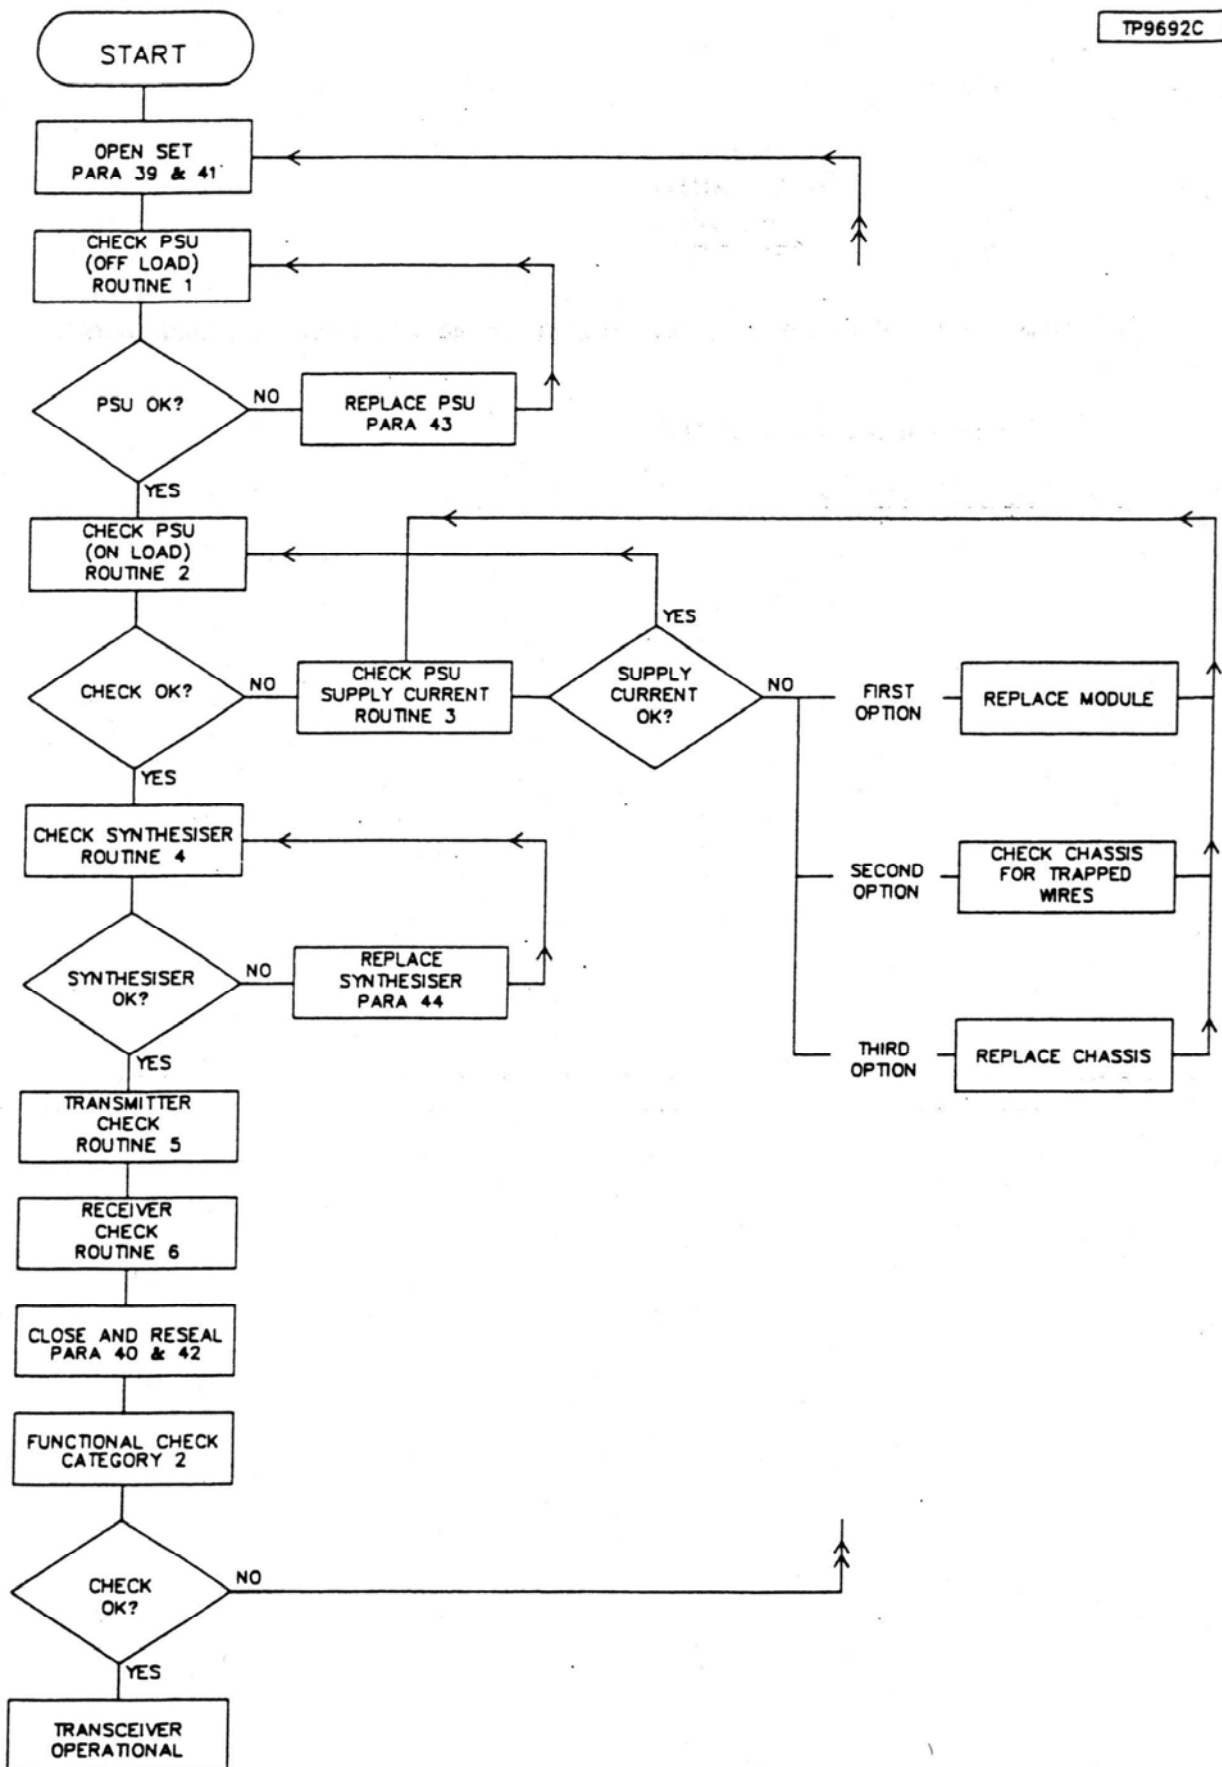 TP9692C
START
OPEN SET
PARA 39 & 41
CHECK PSU
(OFF LOAD)
ROUTINE 1
PSU OK?
NO
REPLACE PSU
PARA 43
YES
CHECK PSU
(ON LOAD)
ROUTINE 2
CHECK OK?
NO
CHECK PSU
SUPPLY CURRENT
ROUTINE 3
YES
SUPPLY
CURRENT
OK?
NO
FIRST
OPTION
REPLACE MODULE
SECOND
OPTION
CHECK CHASSIS
FOR TRAPPED
WIRES
THIRD
OPTION
REPLACE CHASSIS
YES
CHECK SYNTHESISER
ROUTINE 4
SYNTHESISER
OK?
NO
REPLACE
SYNTHESISER
PARA 44
YES
TRANSMITTER
CHECK
ROUTINE 5
RECEIVER
CHECK
ROUTINE 6
CLOSE AND RESEAL
PARA 40 & 42
FUNCTIONAL CHECK
CATEGORY 2
CHECK
OK?
NO
YES
TRANSCEIVER
OPERATIONAL